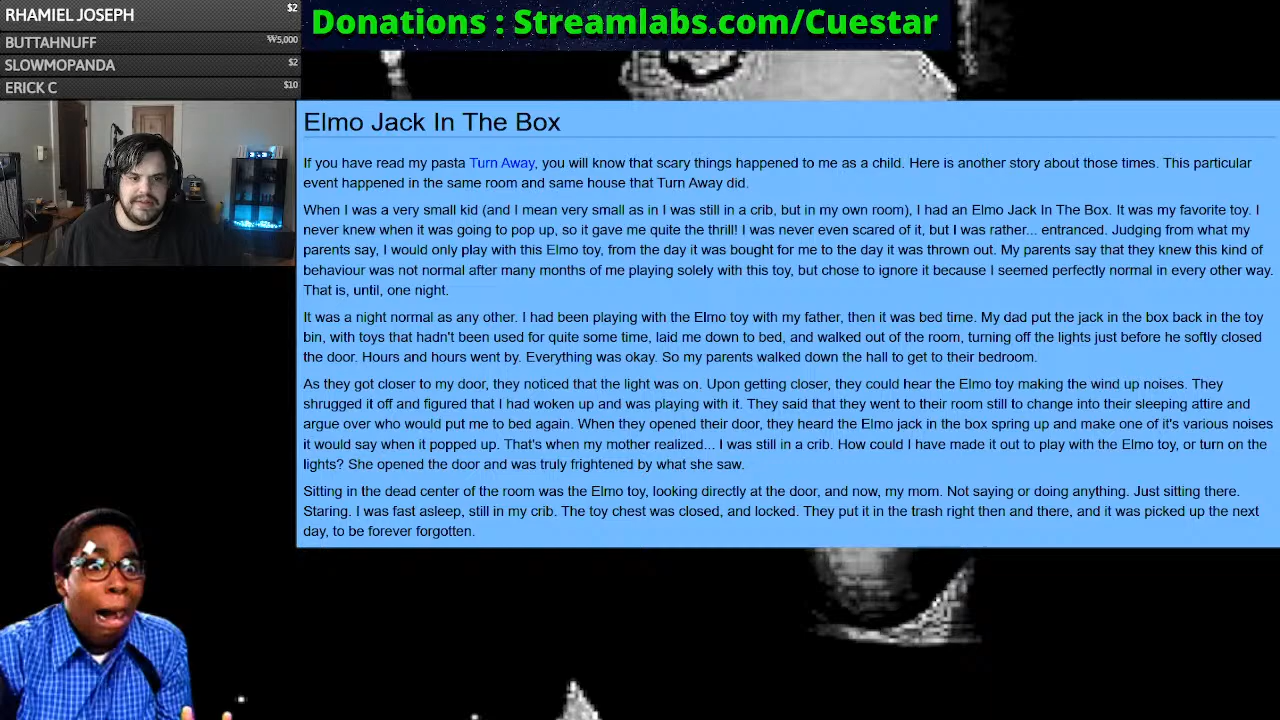 RHAMIEL JOSEPH $2
BUTTAHNUFF ₩5,000
SLOWMOPANDA $2
ERICK C $10
Donations : Streamlabs.com/Cuestar
Elmo Jack In The Box
If you have read my pasta Turn Away, you will know that scary things happened to me as a child. Here is another story about those times. This particular
event happened in the same room and same house that Turn Away did.
When I was a very small kid (and I mean very small as in I was still in a crib, but in my own room), I had an Elmo Jack In The Box. It was my favorite toy. I
never knew when it was going to pop up, so it gave me quite the thrill! I was never even scared of it, but I was rather... entranced. Judging from what my
parents say, I would only play with this Elmo toy, from the day it was bought for me to the day it was thrown out. My parents say that they knew this kind of
behaviour was not normal after many months of me playing solely with this toy, but chose to ignore it because I seemed perfectly normal in every other way.
That is, until, one night.
It was a night normal as any other. I had been playing with the Elmo toy with my father, then it was bed time. My dad put the jack in the box back in the toy
bin, with toys that hadn't been used for quite some time, laid me down to bed, and walked out of the room, turning off the lights just before he softly closed
the door. Hours and hours went by. Everything was okay. So my parents walked down the hall to get to their bedroom.
As they got closer to my door, they noticed that the light was on. Upon getting closer, they could hear the Elmo toy making the wind up noises. They
shrugged it off and figured that I had woken up and was playing with it. They said that they went to their room still to change into their sleeping attire and
argue over who would put me to bed again. When they opened their door, they heard the Elmo jack in the box spring up and make one of it's various noises
it would say when it popped up. That's when my mother realized... I was still in a crib. How could I have made it out to play with the Elmo toy, or turn on the
lights? She opened the door and was truly frightened by what she saw.
Sitting in the dead center of the room was the Elmo toy, looking directly at the door, and now, my mom. Not saying or doing anything. Just sitting there.
Staring. I was fast asleep, still in my crib. The toy chest was closed, and locked. They put it in the trash right then and there, and it was picked up the next
day, to be forever forgotten.